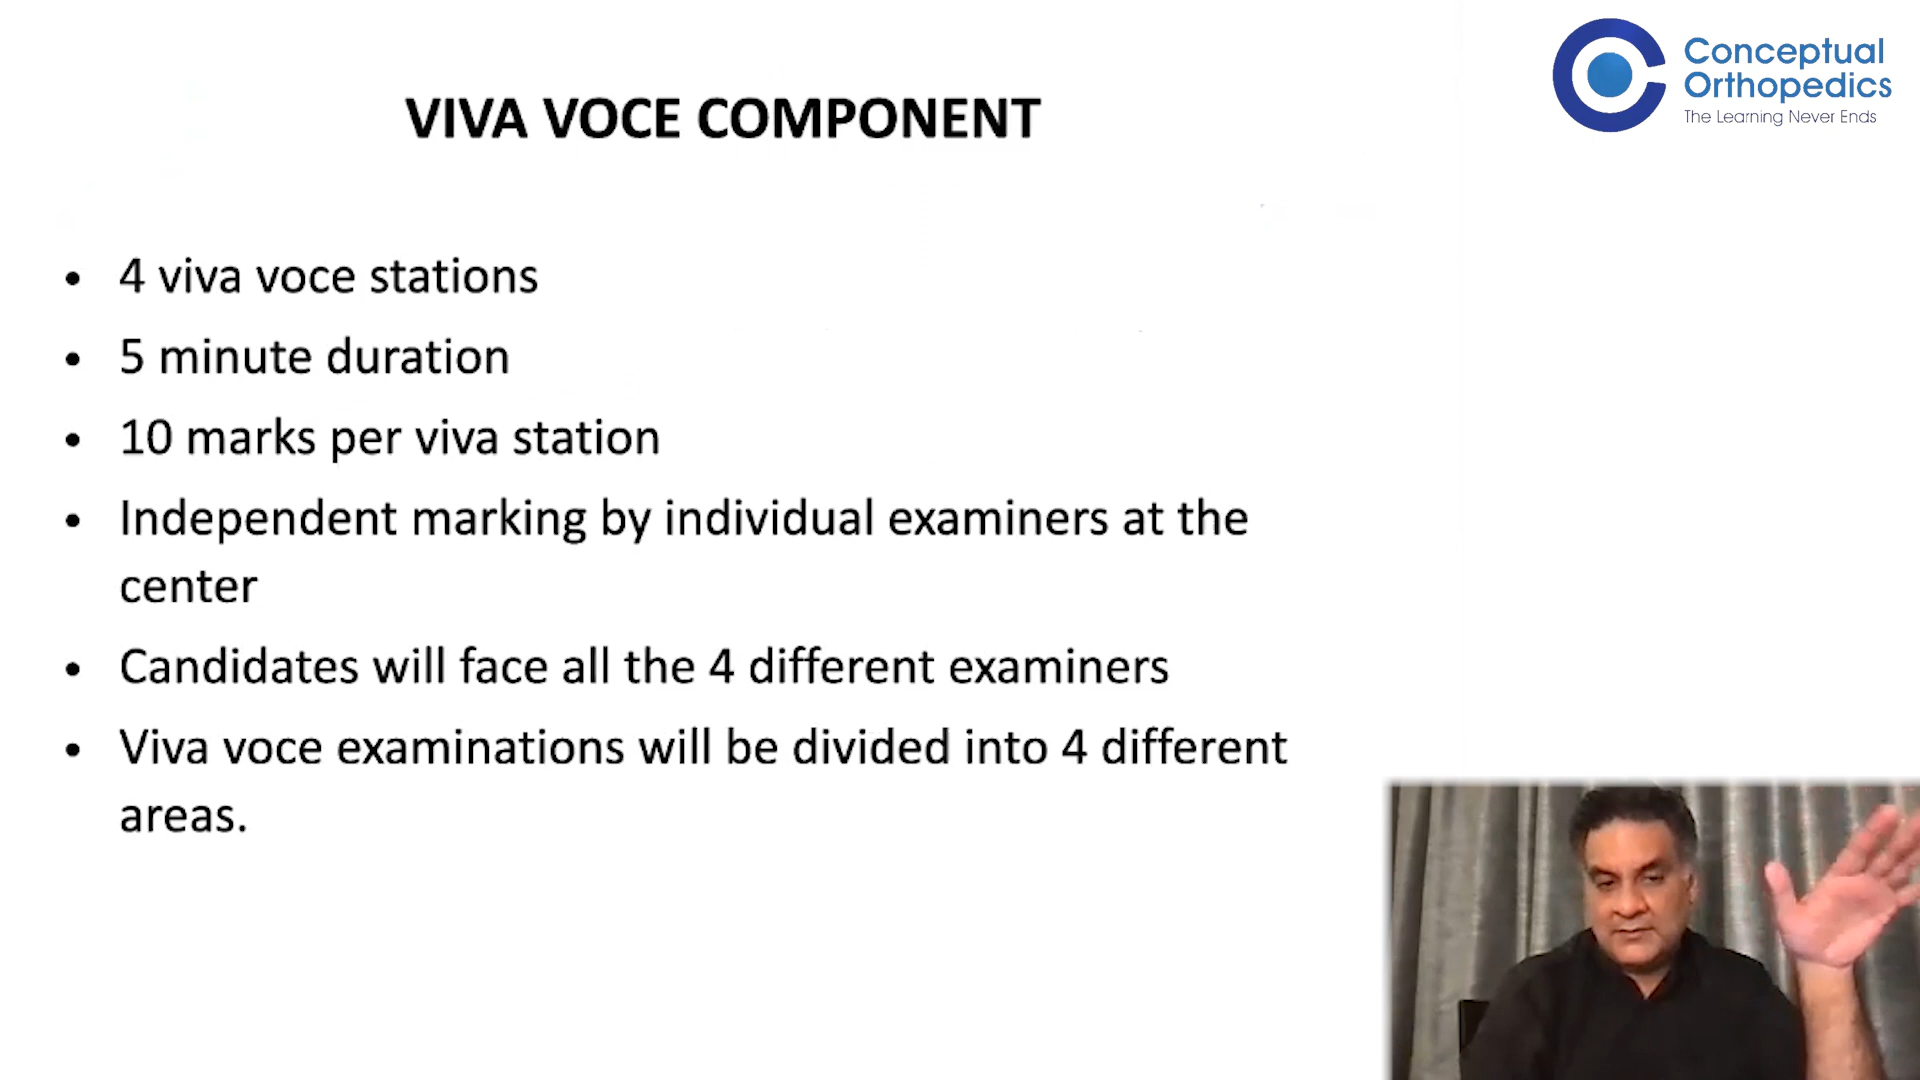 Conceptual
Orthopedics
The Learning Never Ends
VIVA VOCE COMPONENT
• 4 viva voce stations
• 5 minute duration
• 10 marks per viva station
• Independent marking by individual examiners at the
center
• Candidates will face all the 4 different examiners
• Viva voce examinations will be divided into 4 different
areas.